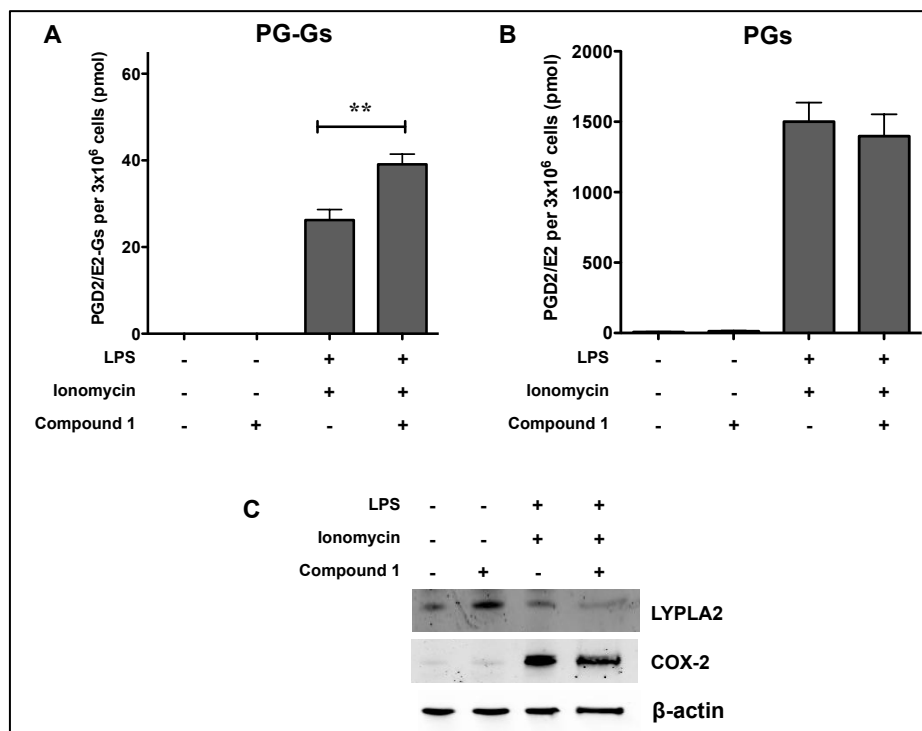 A
PG-Gs
PGD2/E2-Gs per 3x10⁶ cells (pmol)
60
40
20
0
**
LPS - - + +
Ionomycin - - + +
Compound 1 - + - +
B
PGs
PGD2/E2 per 3x10⁶ cells (pmol)
2000
1500
1000
500
0
LPS - - + +
Ionomycin - - + +
Compound 1 - + - +
C
LPS - - + +
Ionomycin - - + +
Compound 1 - + - +
LYPLA2
COX-2
β-actin